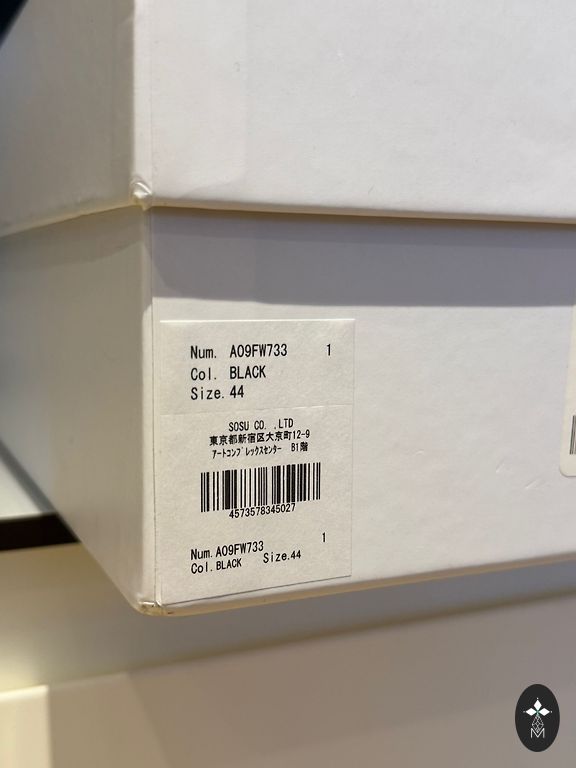 Num. A09FW733 1
Col. BLACK
Size. 44
SOSU CO. ,LTD
東京都新宿区大京町12-9
ｱｰﾄｺﾝﾌﾟﾚｯｸｽｾﾝﾀｰ B1階
4573578345027
Num. A09FW733 1
Col. BLACK Size. 44
M